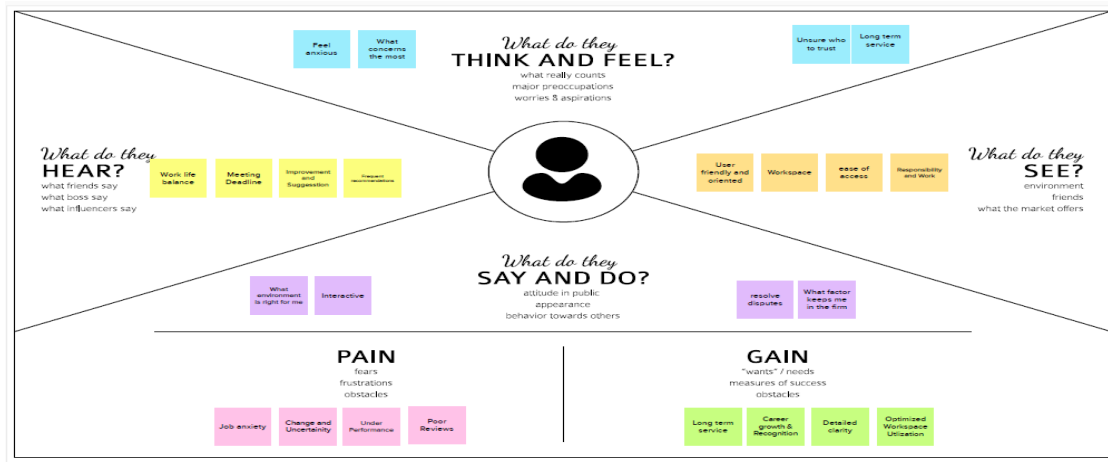 Feel
anxious
What
concerns
the most
What do they
THINK AND FEEL?
what really counts
major preoccupations
worries & aspirations
Unsure who
to trust
Long term
service
What do they
HEAR?
what friends say
what boss say
what influencers say
Work life
balance
Meeting
Deadline
Improvement
and
Suggesstion
Frequent
recommendations
User
friendly and
oriented
Workspace
ease of
access
Responsibility
and Work
What do they
SEE?
environment
friends
what the market offers
What do they
SAY AND DO?
attitude in public
appearance
behavior towards others
What
environment
is right for me
Interactive
resolve
disputes
What factor
keeps me
in the firm
PAIN
fears
frustrations
obstacles
Job anxiety
Change and
Uncertainity
Under
Performance
Poor
Reviews
GAIN
"wants" / needs
measures of success
obstacles
Long term
service
Career
growth &
Recognition
Detailed
clarity
Optimized
Workspace
Utlization